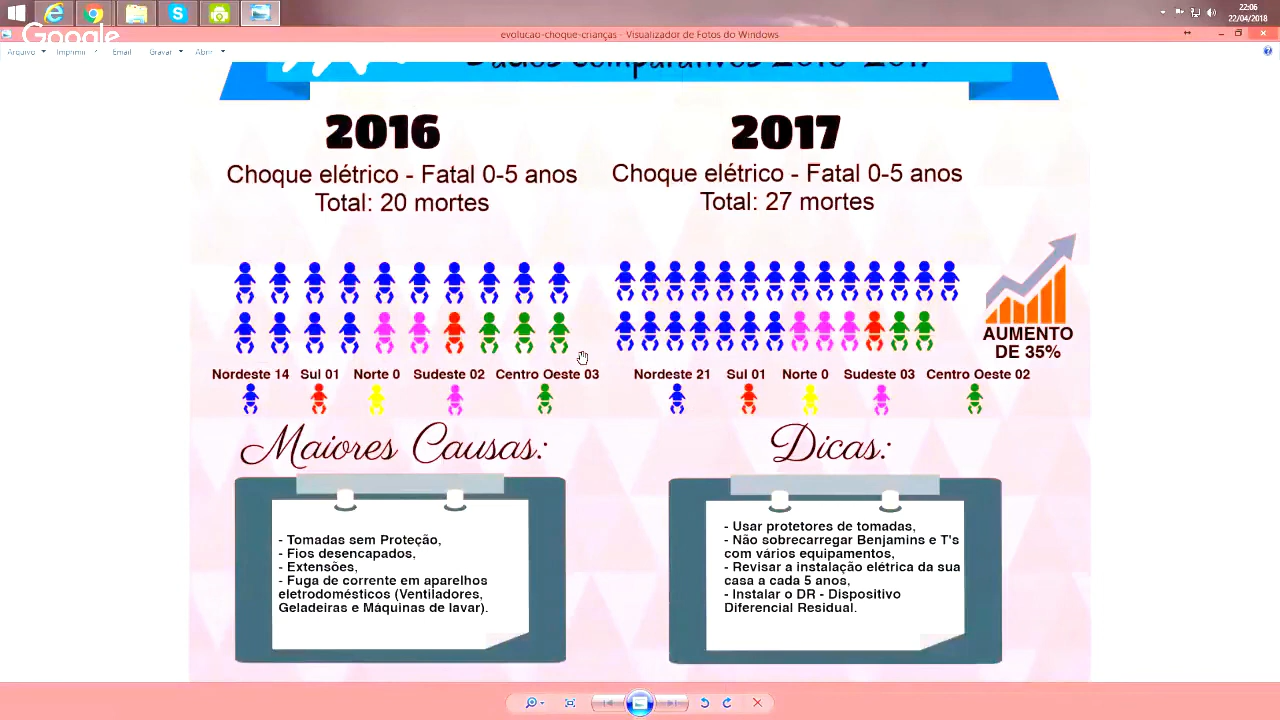 22:06
22/04/2018
Google
evolucao-choque-crianças - Visualizador de Fotos do Windows
Arquivo Imprimir Email Gravar Abrir
Dados comparativos 2016-2017
2016
Choque elétrico - Fatal 0-5 anos
Total: 20 mortes
2017
Choque elétrico - Fatal 0-5 anos
Total: 27 mortes
AUMENTO
DE 35%
Nordeste 14 Sul 01 Norte 0 Sudeste 02 Centro Oeste 03
Nordeste 21 Sul 01 Norte 0 Sudeste 03 Centro Oeste 02
Maiores Causas:
- Tomadas sem Proteção,
- Fios desencapados,
- Extensões,
- Fuga de corrente em aparelhos
eletrodomésticos (Ventiladores,
Geladeiras e Máquinas de lavar).
Dicas:
- Usar protetores de tomadas,
- Não sobrecarregar Benjamins e T's
com vários equipamentos,
- Revisar a instalação elétrica da sua
casa a cada 5 anos,
- Instalar o DR - Dispositivo
Diferencial Residual.